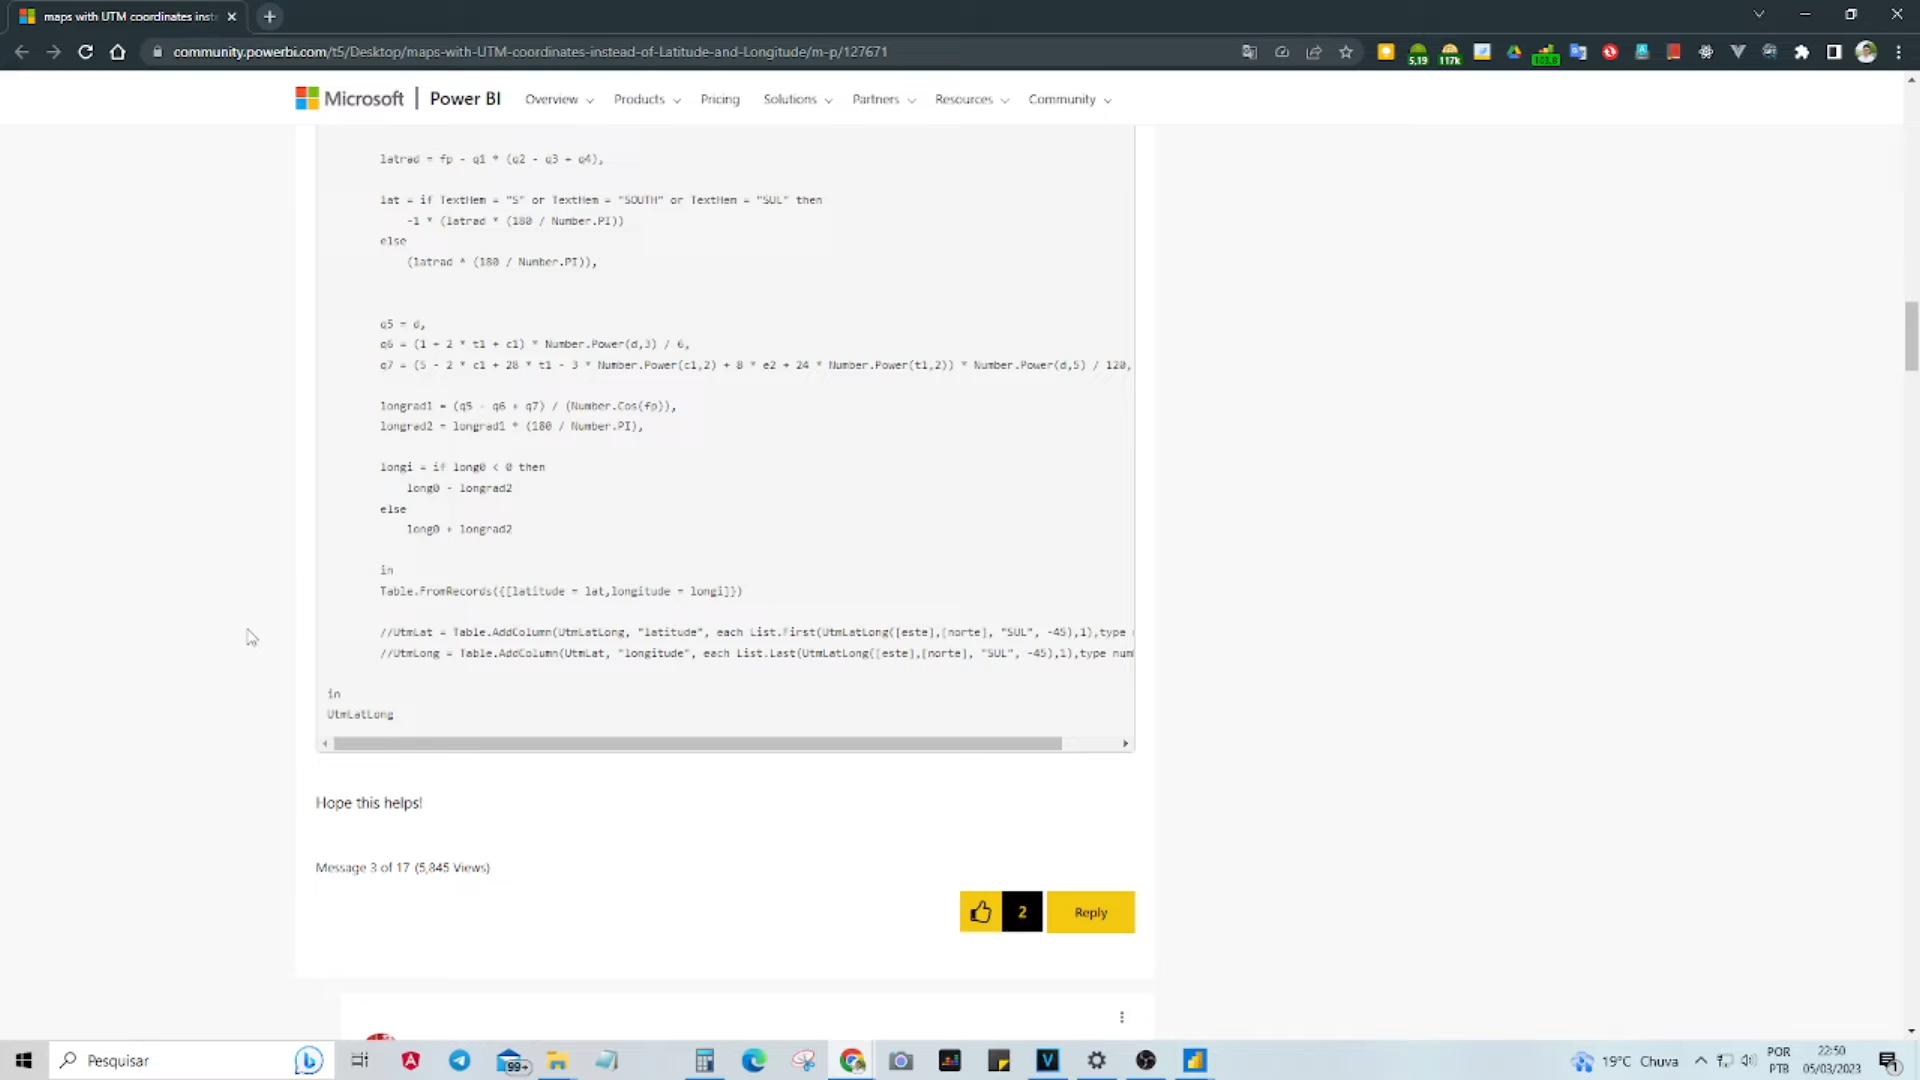 maps with UTM coordinates inst
community.powerbi.com/t5/Desktop/maps-with-UTM-coordinates-instead-of-Latitude-and-Longitude/m-p/127671
5,19
117k
Microsoft
Power BI
Overview
Products
Pricing
Solutions
Partners
Resources
Community
latrad = fp - q1 * (q2 - q3 + q4),
lat = if TextHem = "S" or TextHem = "SOUTH" or TextHem = "SUL" then
-1 * (latrad * (180 / Number.PI))
else
(latrad * (180 / Number.PI)),
q5 = d,
q6 = (1 + 2 * t1 + c1) * Number.Power(d,3) / 6,
q7 = (5 - 2 * c1 + 28 * t1 - 3 * Number.Power(c1,2) + 8 * e2 + 24 * Number.Power(t1,2)) * Number.Power(d,5) / 120,
longrad1 = (q5 - q6 + q7) / (Number.Cos(fp)),
longrad2 = longrad1 * (180 / Number.PI),
longi = if long0 < 0 then
long0 - longrad2
else
long0 + longrad2
in
Table.FromRecords({[latitude = lat,longitude = longi]})
//UtmLat = Table.AddColumn(UtmLatLong, "latitude", each List.First(UtmLatLong([este],[norte], "SUL", -45),1),type
//UtmLong = Table.AddColumn(UtmLat, "longitude", each List.Last(UtmLatLong([este],[norte], "SUL", -45),1),type num
in
UtmLatLong
Hope this helps!
Message 3 of 17 (5,845 Views)
2
Reply
Pesquisar
99+
19°C Chuva
POR
PTB
22:50
05/03/2023
1